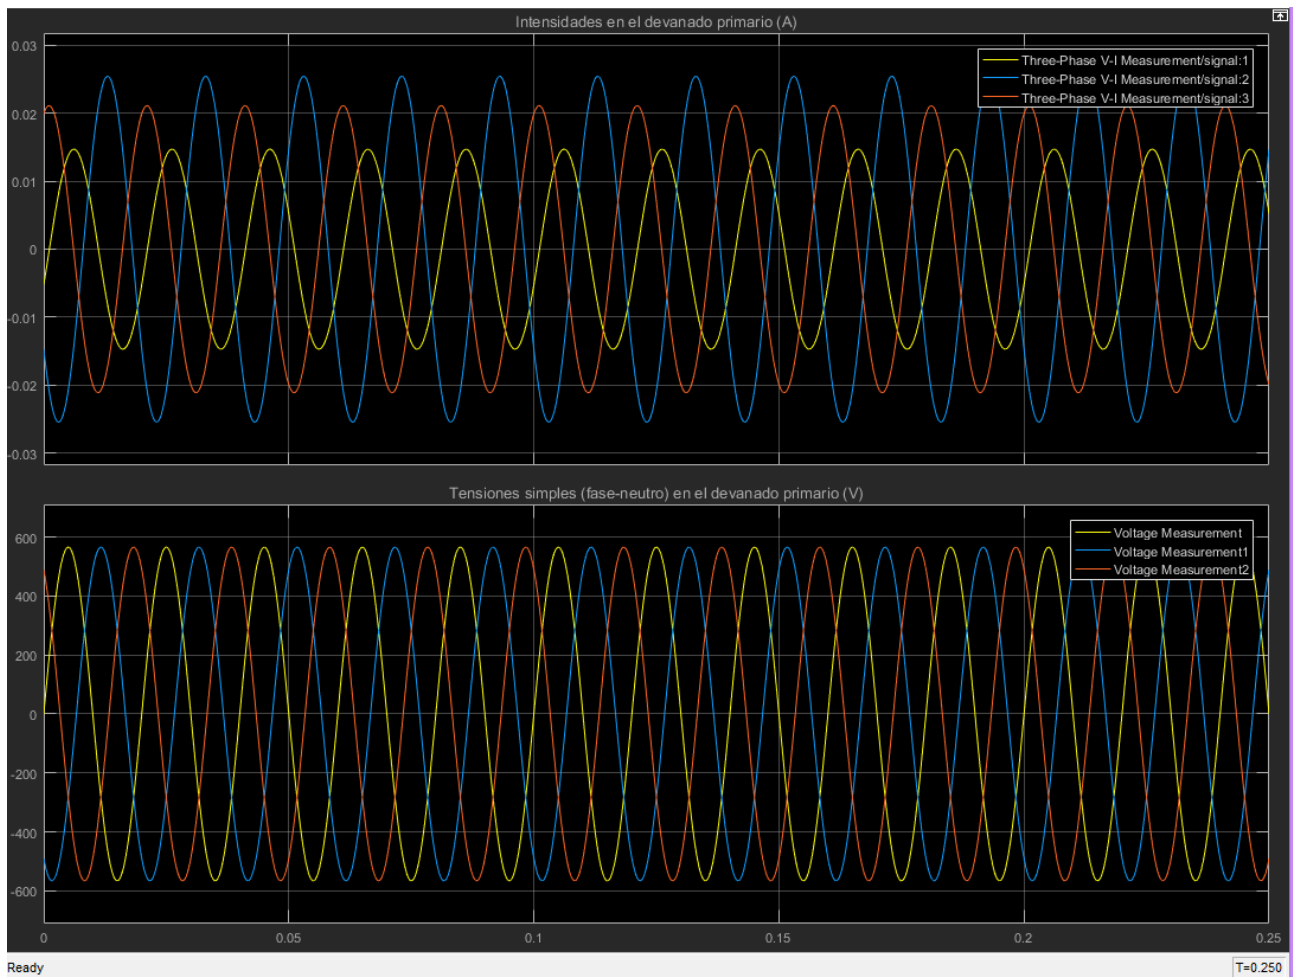 Intensidades en el devanado primario (A)
0.03
0.02
0.01
0
-0.01
-0.02
-0.03
Three-Phase V-I Measurement/signal:1
Three-Phase V-I Measurement/signal:2
Three-Phase V-I Measurement/signal:3
Tensiones simples (fase-neutro) en el devanado primario (V)
600
400
200
0
-200
-400
-600
Voltage Measurement
Voltage Measurement1
Voltage Measurement2
0 0.05 0.1 0.15 0.2 0.25
Ready T=0.250